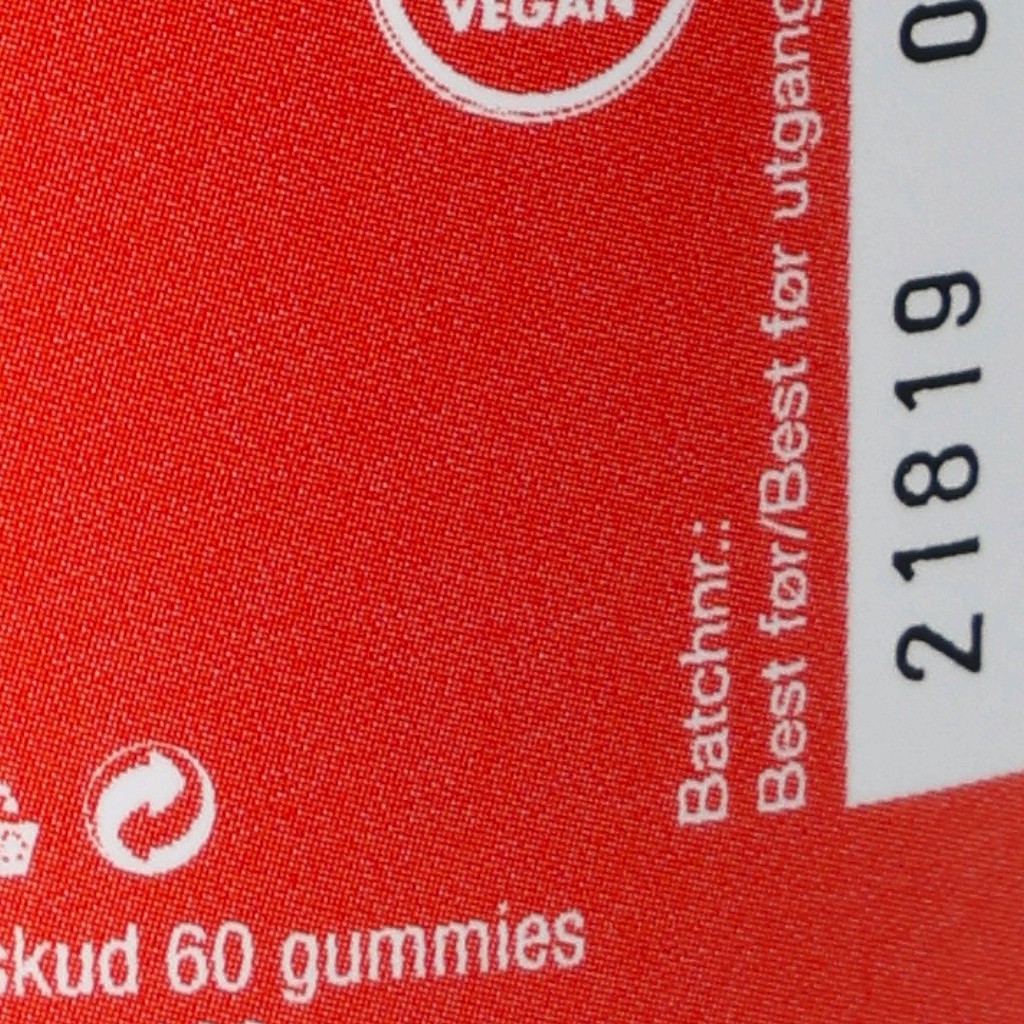 VEGAN
Batchnr.:
Best før/Best før utgang
21819 0
skud 60 gummies